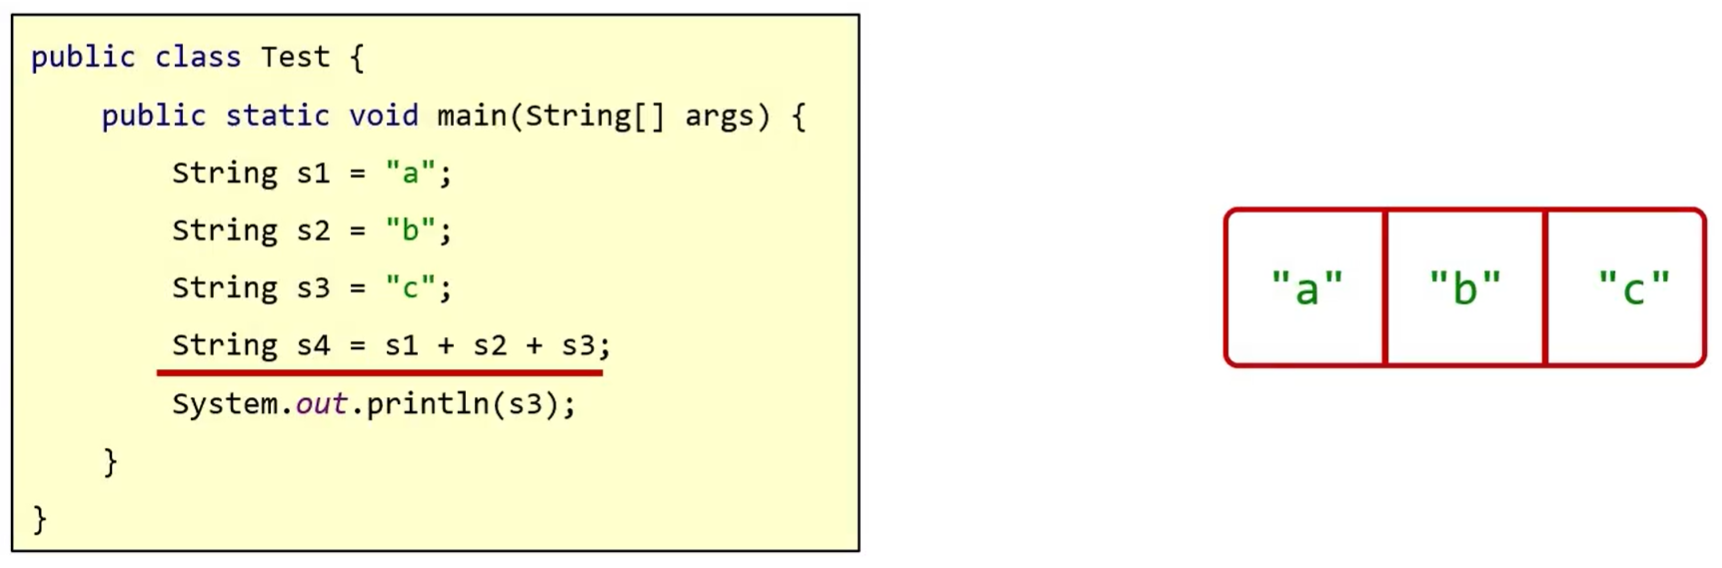 public class Test {
    public static void main(String[] args) {
        String s1 = "a";
        String s2 = "b";
        String s3 = "c";
        String s4 = s1 + s2 + s3;
        System.out.println(s3);
    }
}
"a" "b" "c"